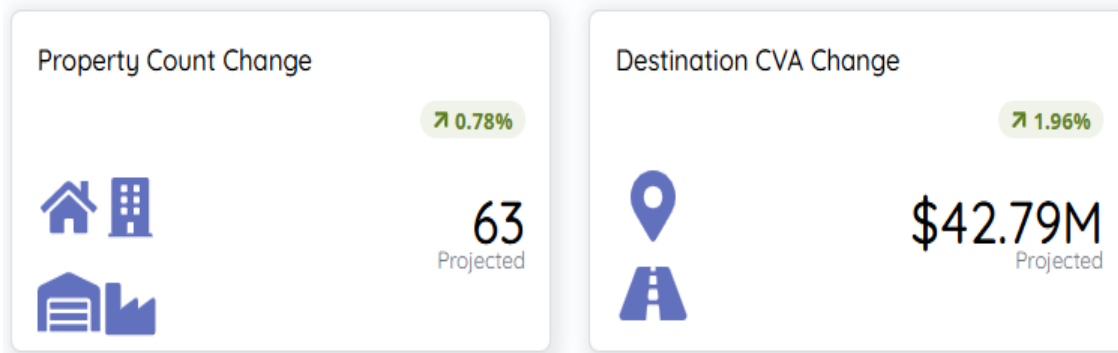 Property Count Change
0.78%
63
Projected
Destination CVA Change
1.96%
$42.79M
Projected